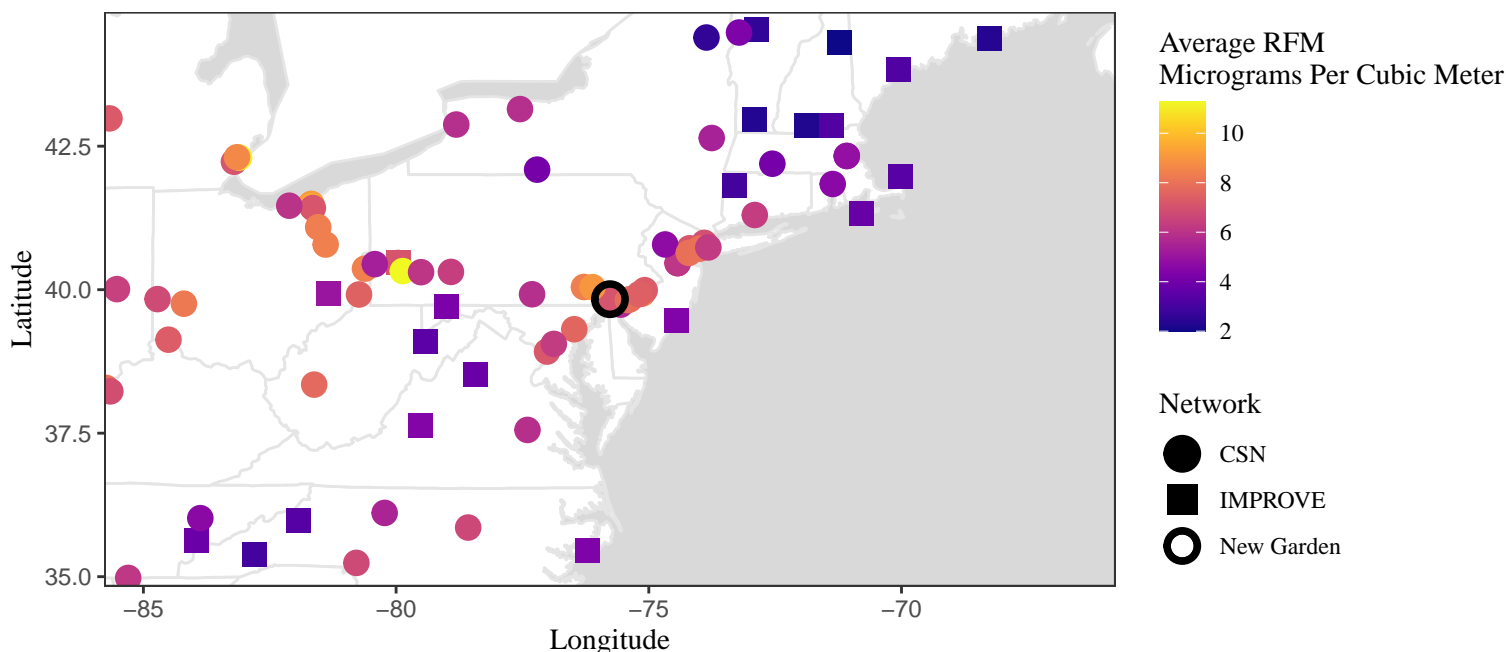 Average RFM
Micrograms Per Cubic Meter
10
8
6
4
2
Network
CSN
IMPROVE
New Garden
Latitude
42.5
40.0
37.5
35.0
−85
−80
−75
−70
Longitude